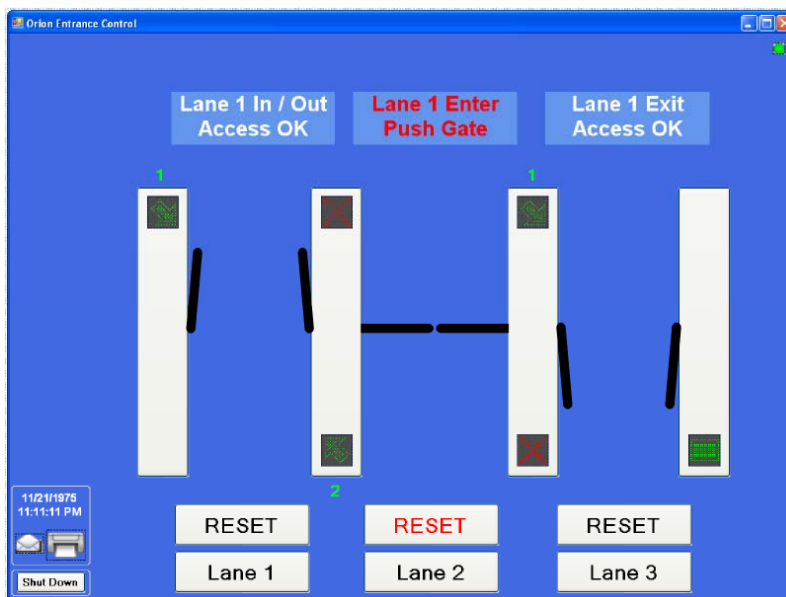 Orion Entrance Control
Lane 1 In / Out
Access OK
Lane 1 Enter
Push Gate
Lane 1 Exit
Access OK
1
1
2
11/21/1975
11:11:11 PM
RESET
RESET
RESET
Shut Down
Lane 1
Lane 2
Lane 3